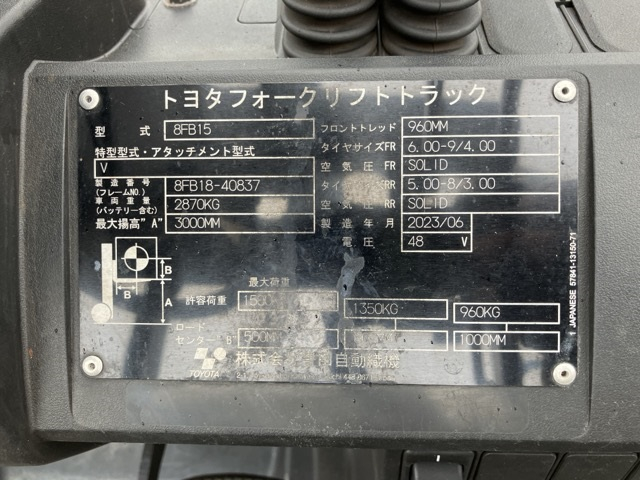 トヨタフォークリフトトラック
型 式 8FB15 フロントトレッド 960MM
特型型式・アタッチメント型式 タイヤサイズFR 6.00-9/4.00
V 空気圧FR SOLID
製造番号(フレームNO.) 8FB18-40837 RR 5.00-8/3.00
車両重量(バッテリー含む) 2870KG RR SOLID
最大揚高"A" 3000MM 製造年月 2023/06
電圧 48 V
B
B
A
最大荷重
許容荷重 1350KG 960KG
ロード
センター"B" 1000MM
TOYOTA 株式会 自動織機
JAPANESE 57841-13150-71